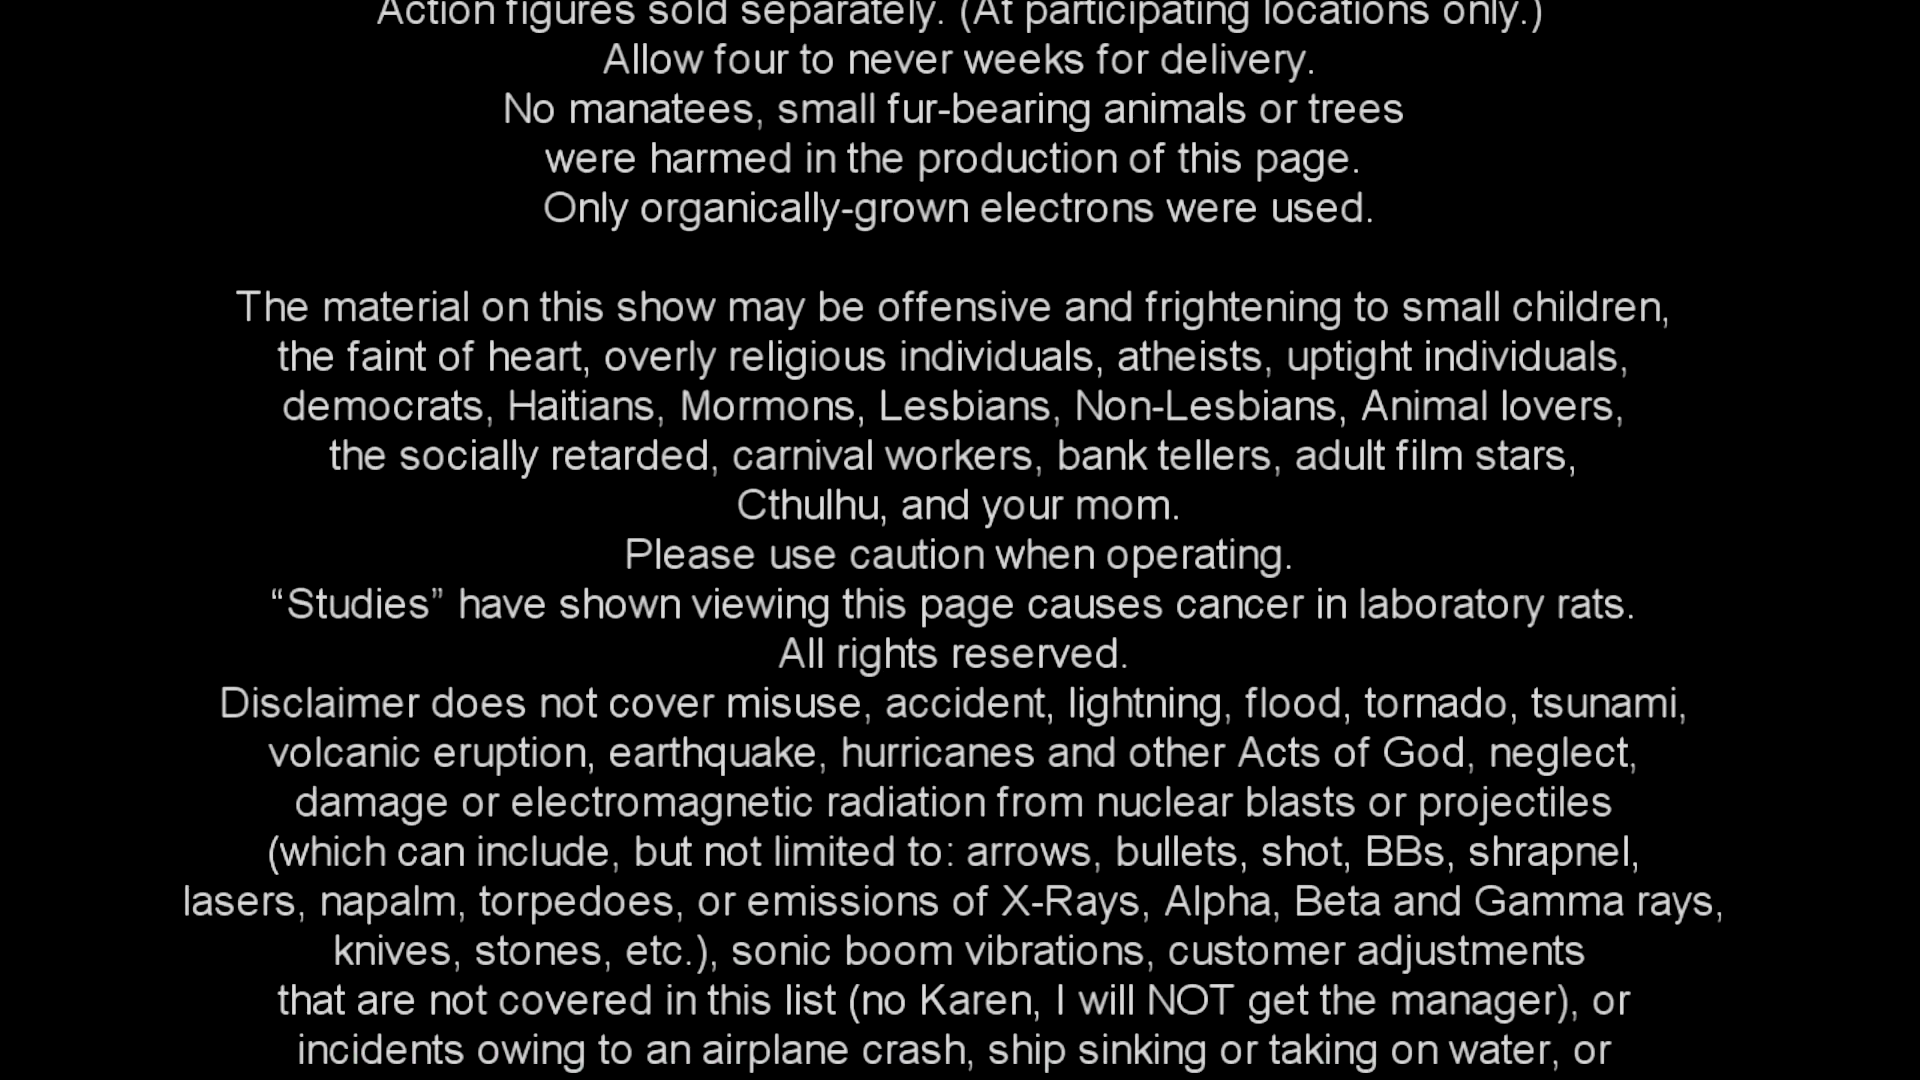 Action figures sold separately. (At participating locations only.)
Allow four to never weeks for delivery.
No manatees, small fur-bearing animals or trees
were harmed in the production of this page.
Only organically-grown electrons were used.
The material on this show may be offensive and frightening to small children,
the faint of heart, overly religious individuals, atheists, uptight individuals,
democrats, Haitians, Mormons, Lesbians, Non-Lesbians, Animal lovers,
the socially retarded, carnival workers, bank tellers, adult film stars,
Cthulhu, and your mom.
Please use caution when operating.
“Studies” have shown viewing this page causes cancer in laboratory rats.
All rights reserved.
Disclaimer does not cover misuse, accident, lightning, flood, tornado, tsunami,
volcanic eruption, earthquake, hurricanes and other Acts of God, neglect,
damage or electromagnetic radiation from nuclear blasts or projectiles
(which can include, but not limited to: arrows, bullets, shot, BBs, shrapnel,
lasers, napalm, torpedoes, or emissions of X-Rays, Alpha, Beta and Gamma rays,
knives, stones, etc.), sonic boom vibrations, customer adjustments
that are not covered in this list (no Karen, I will NOT get the manager), or
incidents owing to an airplane crash, ship sinking or taking on water, or